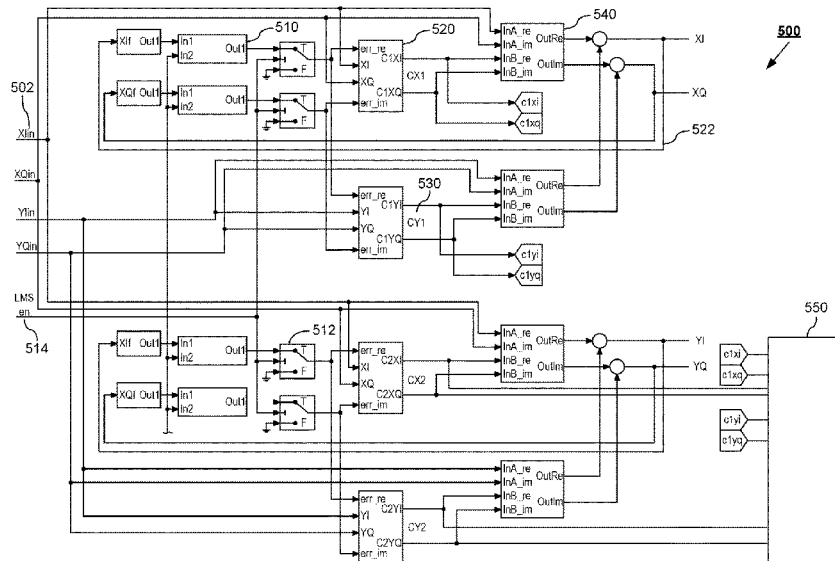 500
XIf Out1
In1
In2
Out1
510
T
F
err_re
XI
XQ
err_im
C1XI
C1XQ
520
CX1
InA_re
InA_im
InB_re
InB_im
OutRe
OutIm
540
XI
XQ
XQf Out1
In1
In2
Out1
T
F
c1xi
c1xq
522
502
XIin
XQin
YIin
YQin
err_re
YI
YQ
err_im
C1YI
C1YQ
530
CY1
InA_re
InA_im
InB_re
InB_im
OutRe
OutIm
c1yi
c1yq
LMS
en
514
XIf Out1
In1
In2
Out1
512
T
F
err_re
XI
XQ
err_im
C2XI
C2XQ
CX2
InA_re
InA_im
InB_re
InB_im
OutRe
OutIm
YI
YQ
550
c1xi
c1xq
c1yi
c1yq
XQf Out1
in1
in2
Out1
T
F
err_re
YI
YQ
err_im
C2YI
C2YQ
CY2
InA_re
InA_im
InB_re
InB_im
OutRe
OutIm